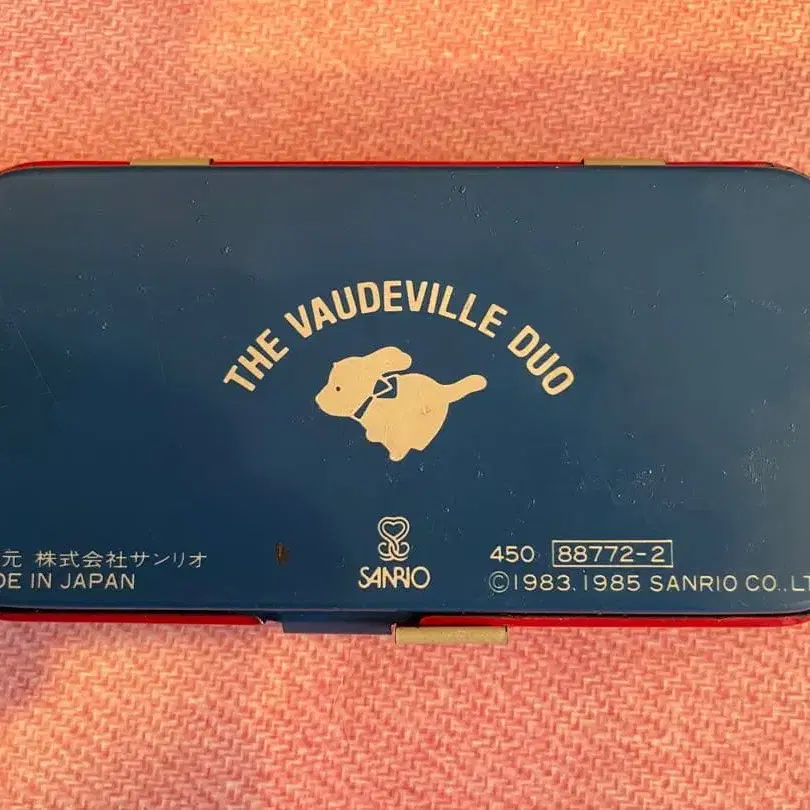 THE VAUDEVILLE DUO
元 株式会社サンリオ
DE IN JAPAN
SANRIO
450 88772-2
©1983, 1985 SANRIO CO., LT